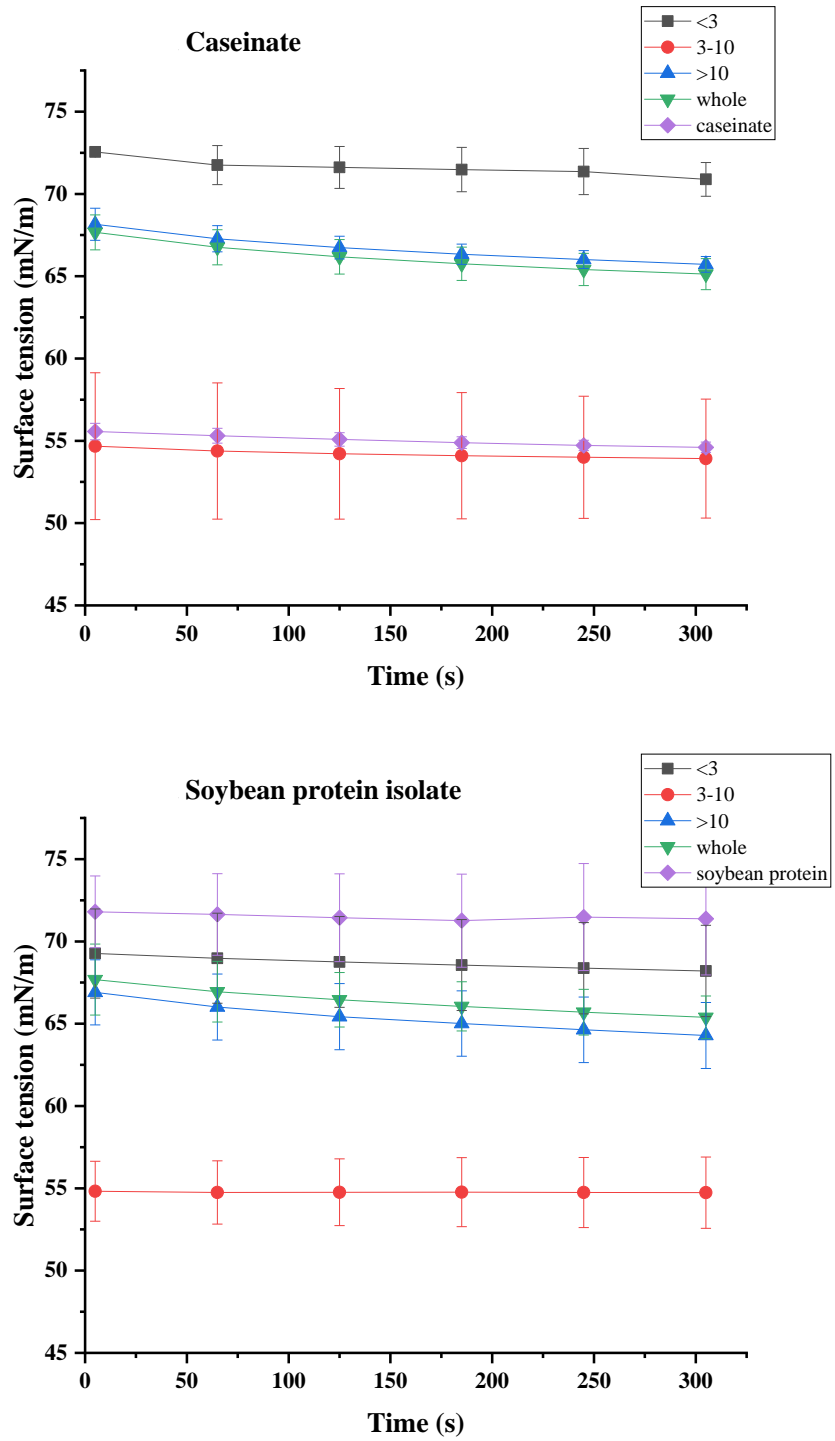 Caseinate
<3
3-10
>10
whole
caseinate
75
70
65
60
55
50
45
Surface tension (mN/m)
0 50 100 150 200 250 300
Time (s)
Soybean protein isolate
<3
3-10
>10
whole
soybean protein
75
70
65
60
55
50
45
Surface tension (mN/m)
0 50 100 150 200 250 300
Time (s)